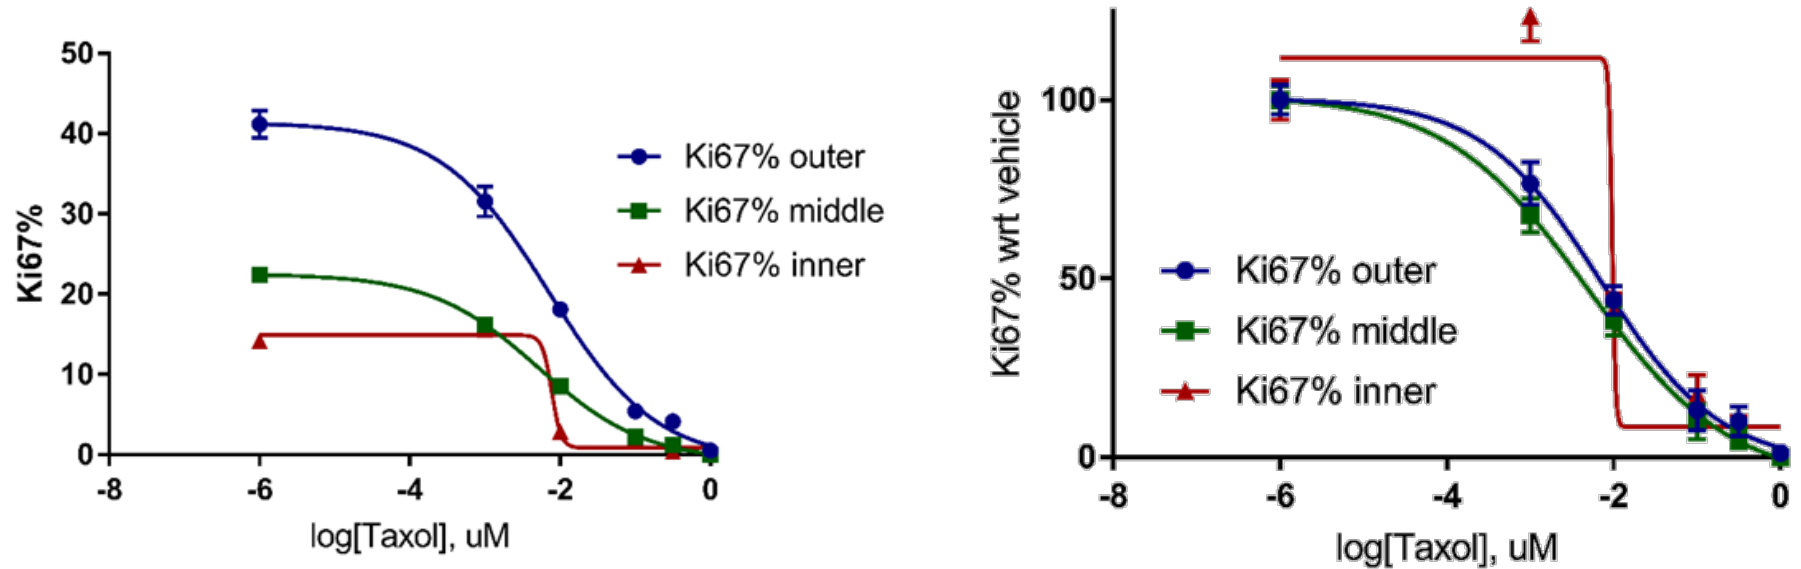 Ki67%
50
40
30
20
10
0
-8 -6 -4 -2 0
log[Taxol], uM
Ki67% outer
Ki67% middle
Ki67% inner
Ki67% wrt vehicle
100
50
0
-8 -6 -4 -2 0
log[Taxol], uM
Ki67% outer
Ki67% middle
Ki67% inner